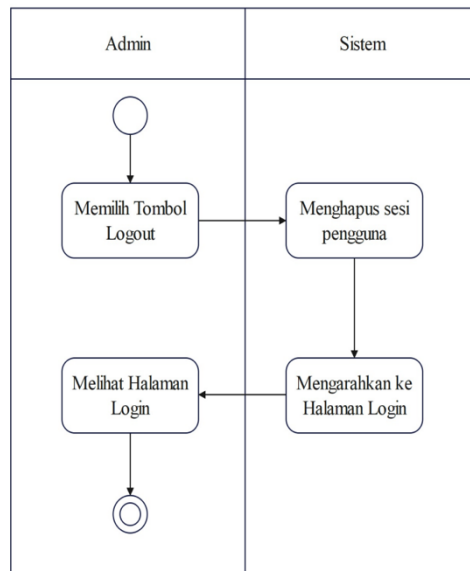 Admin
Sistem
Memilih Tombol
Logout
Menghapus sesi
pengguna
Melihat Halaman
Login
Mengarahkan ke
Halaman Login